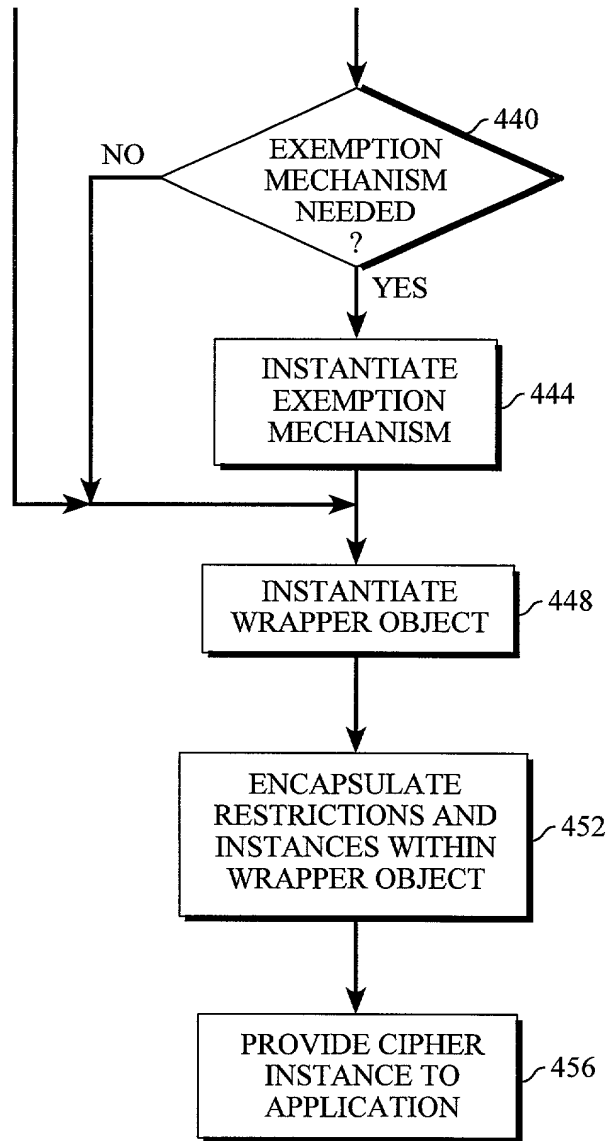 440
EXEMPTION
MECHANISM
NEEDED
?
NO
YES
INSTANTIATE
EXEMPTION
MECHANISM
444
INSTANTIATE
WRAPPER OBJECT
448
ENCAPSULATE
RESTRICTIONS AND
INSTANCES WITHIN
WRAPPER OBJECT
452
PROVIDE CIPHER
INSTANCE TO
APPLICATION
456